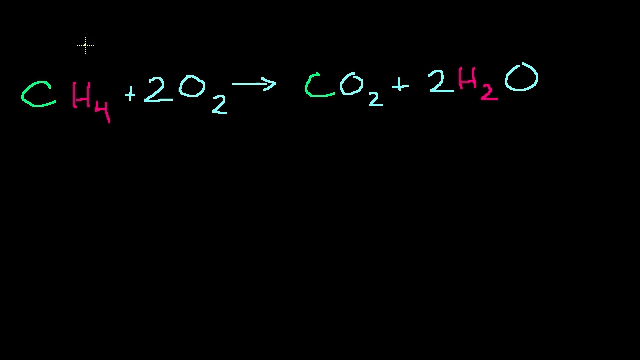 CH₄ + 2O₂ → CO₂ + 2H₂O